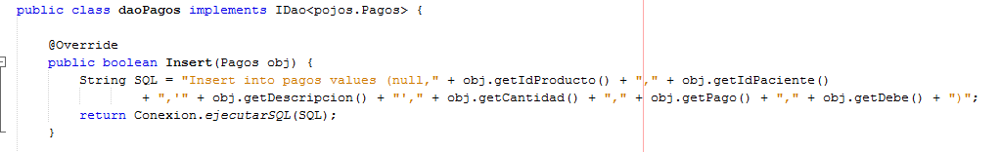 public class daoPagos implements IDao<pojos.Pagos> {
@Override
public boolean Insert(Pagos obj) {
String SQL = "Insert into pagos values (null," + obj.getIdProducto() + "," + obj.getIdPaciente()
+ ",'" + obj.getDescripcion() + "'," + obj.getCantidad() + "," + obj.getPago() + "," + obj.getDebe() + ")";
return Conexion.ejecutarSQL(SQL);
}